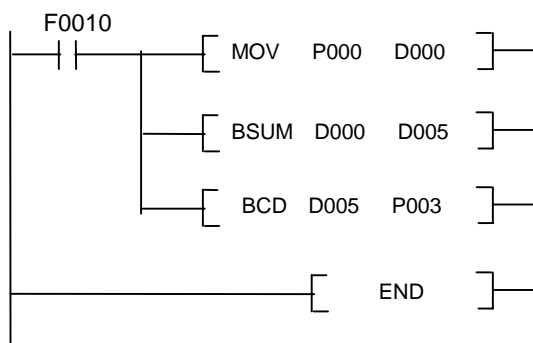 F0010
MOV P000 D000
BSUM D000 D005
BCD D005 P003
END